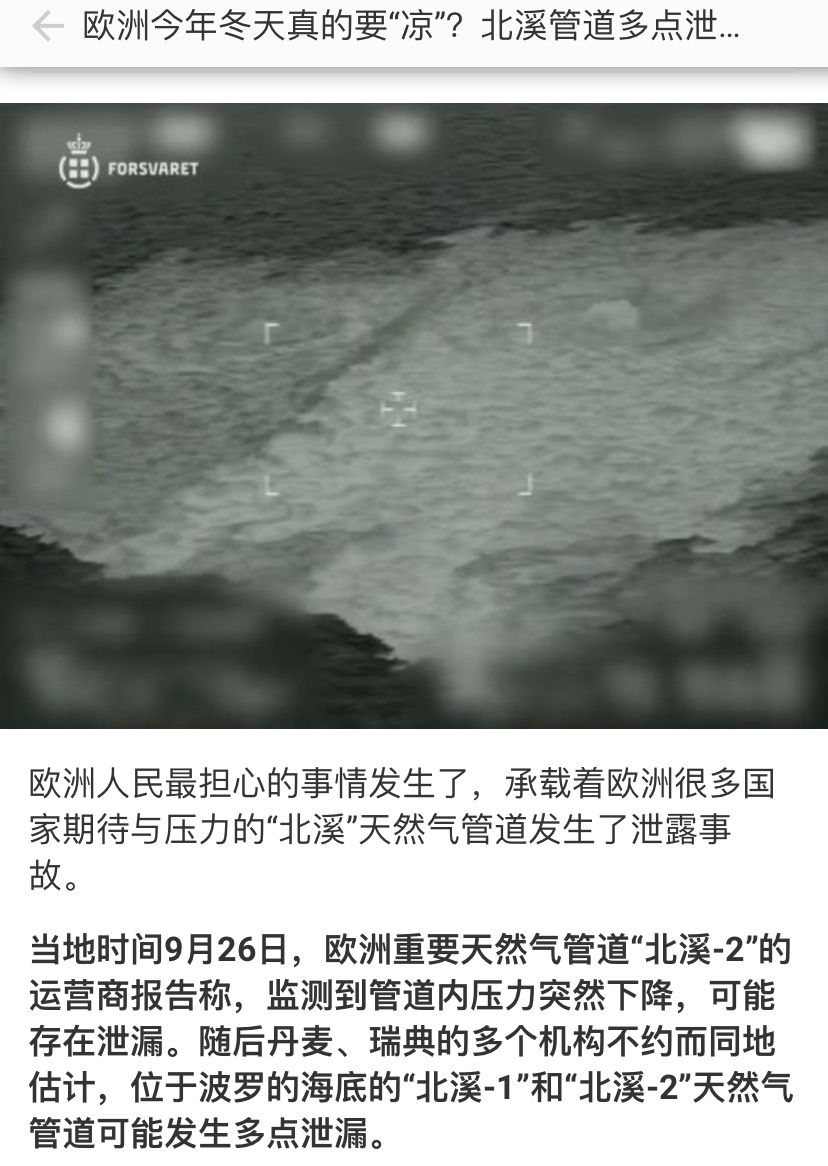 欧洲今年冬天真的要“凉”？北溪管道多点泄...
FORSVARET
欧洲人民最担心的事情发生了，承载着欧洲很多国
家期待与压力的“北溪”天然气管道发生了泄露事
故。
当地时间9月26日，欧洲重要天然气管道“北溪-2”的
运营商报告称，监测到管道内压力突然下降，可能
存在泄漏。随后丹麦、瑞典的多个机构不约而同地
估计，位于波罗的海底的“北溪-1”和“北溪-2”天然气
管道可能发生多点泄漏。